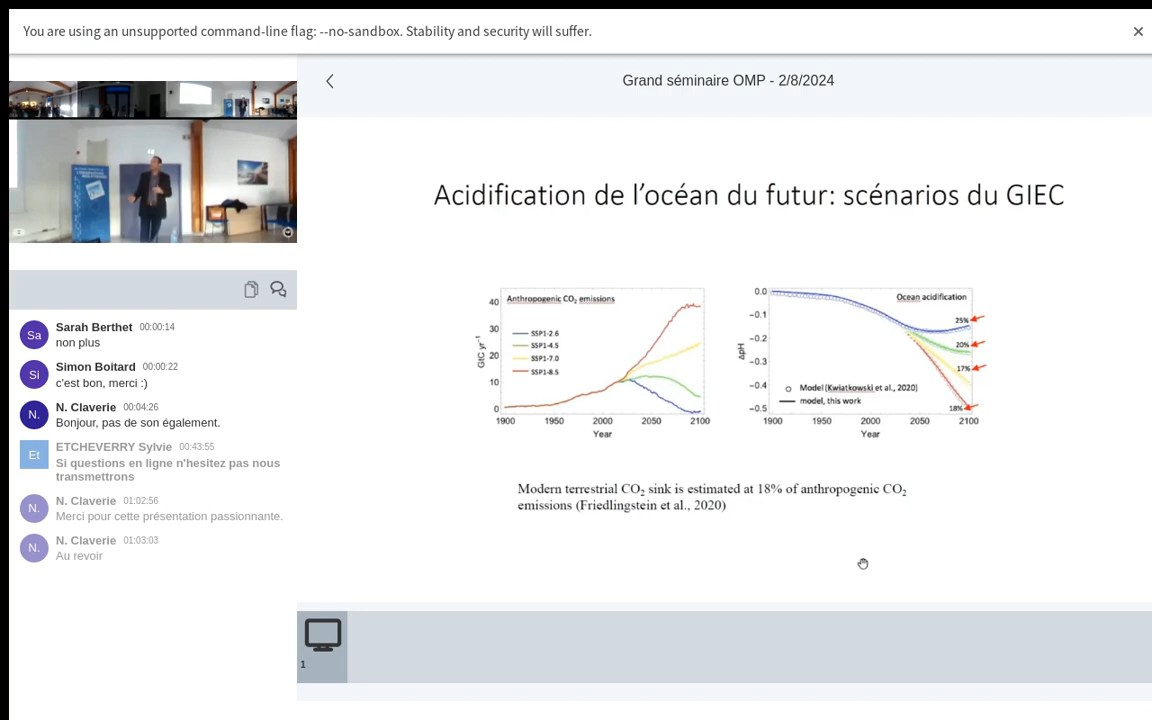 You are using an unsupported command-line flag: --no-sandbox. Stability and security will suffer.
Grand séminaire OMP - 2/8/2024
Sa
Sarah Berthet 00:00:14
non plus
Si
Simon Boitard 00:00:22
c'est bon, merci :)
N.
N. Claverie 00:04:26
Bonjour, pas de son également.
Et
ETCHEVERRY Sylvie 00:43:55
Si questions en ligne n'hesitez pas nous
transmettrons
N.
N. Claverie 01:02:56
Merci pour cette présentation passionnante.
N.
N. Claverie 01:03:03
Au revoir
Acidification de l'océan du futur: scénarios du GIEC
Anthropogenic CO₂ emissions
GtC yr⁻¹
40
30
20
10
0
SSP1-2.6
SSP1-4.5
SSP1-7.0
SSP1-8.5
1900 1950 2000 2050 2100
Year
Ocean acidification
ΔpH
0.0
−0.1
−0.2
−0.3
−0.4
−0.5
25%
20%
17%
18%
Model (Kwiatkowski et al., 2020)
model, this work
1900 1950 2000 2050 2100
Year
Modern terrestrial CO₂ sink is estimated at 18% of anthropogenic CO₂
emissions (Friedlingstein et al., 2020)
1